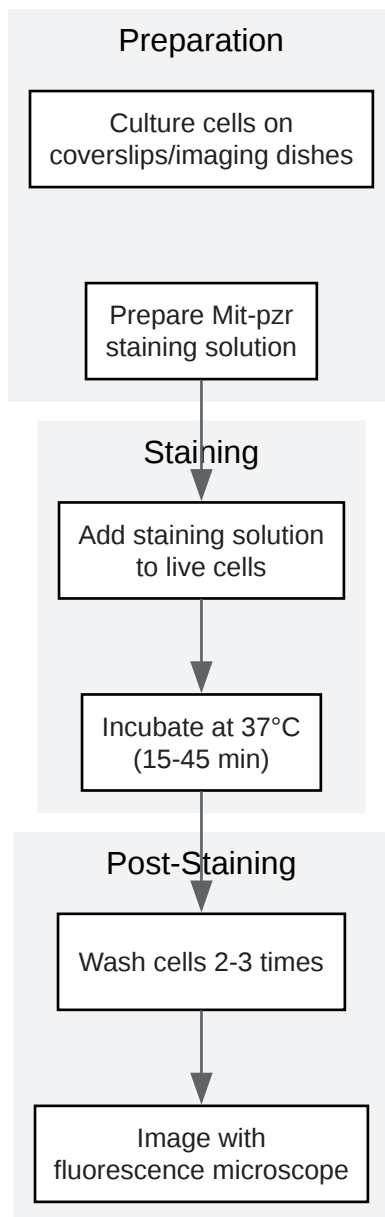 Preparation
Culture cells on
coverslips/imaging dishes
Prepare Mit-pzr
staining solution
Staining
Add staining solution
to live cells
Incubate at 37°C
(15-45 min)
Post-Staining
Wash cells 2-3 times
Image with
fluorescence microscope